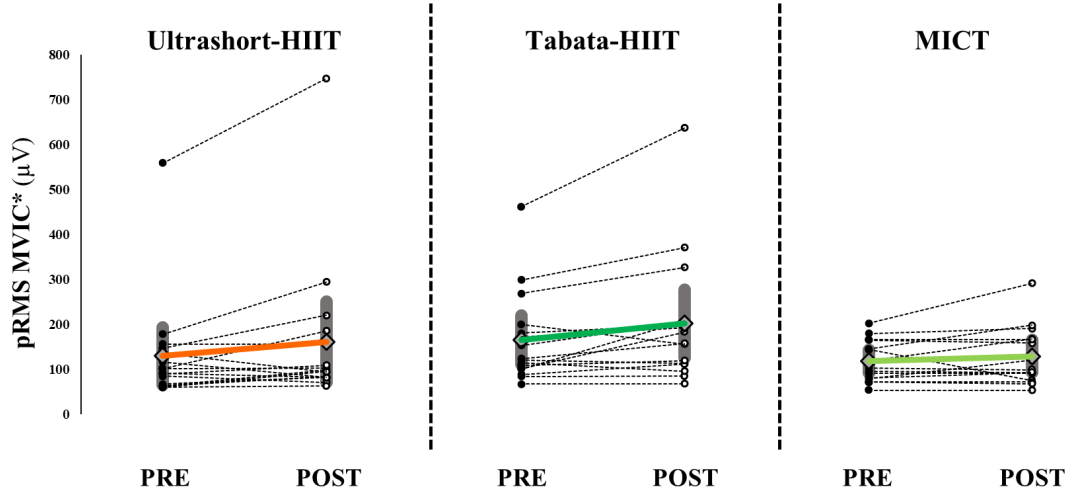 Ultrashort-HIIT
Tabata-HIIT
MICT
pRMS MVIC* (μV)
800
700
600
500
400
300
200
100
0
PRE
POST
PRE
POST
PRE
POST